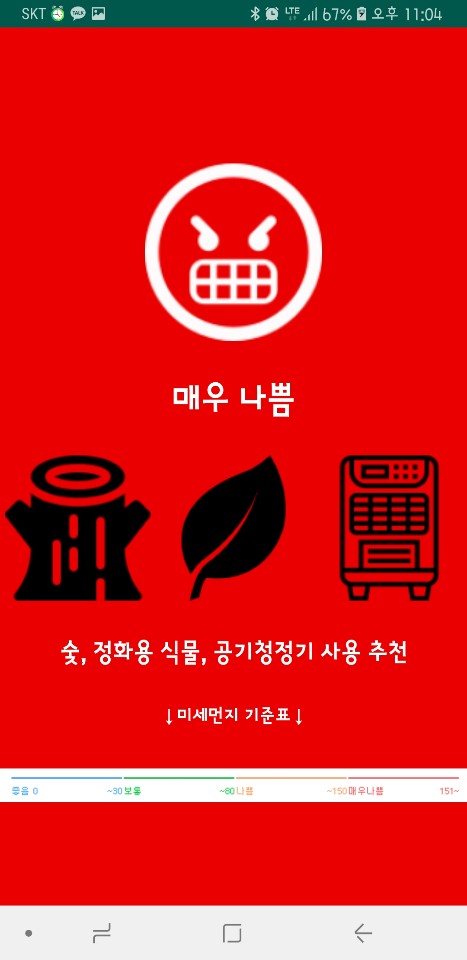 SKT TALK LTE 67% 오후 11:04
매우 나쁨
숯, 정화용 식물, 공기청정기 사용 추천
↓미세먼지 기준표↓
좋음 0 ~30 보통 ~80 나쁨 ~150 매우나쁨 151~